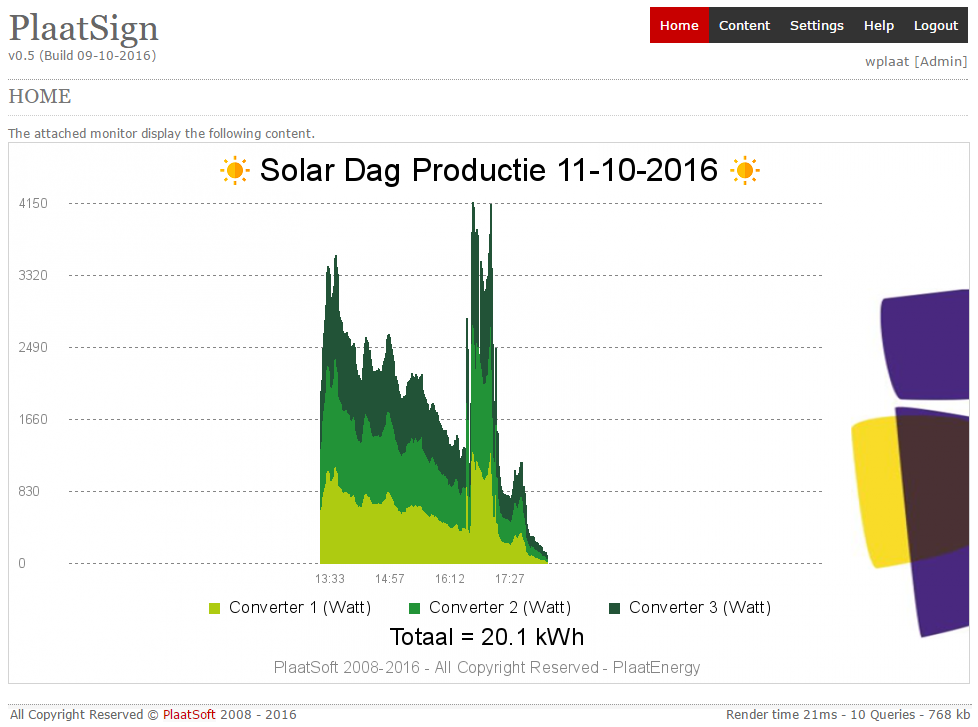 PlaatSign
v0.5 (Build 09-10-2016)
Home Content Settings Help Logout
wplaat [Admin]
HOME
The attached monitor display the following content.
Solar Dag Productie 11-10-2016
4150
3320
2490
1660
830
0
13:33 14:57 16:12 17:27
Converter 1 (Watt) Converter 2 (Watt) Converter 3 (Watt)
Totaal = 20.1 kWh
PlaatSoft 2008-2016 - All Copyright Reserved - PlaatEnergy
All Copyright Reserved © PlaatSoft 2008 - 2016
Render time 21ms - 10 Queries - 768 kb